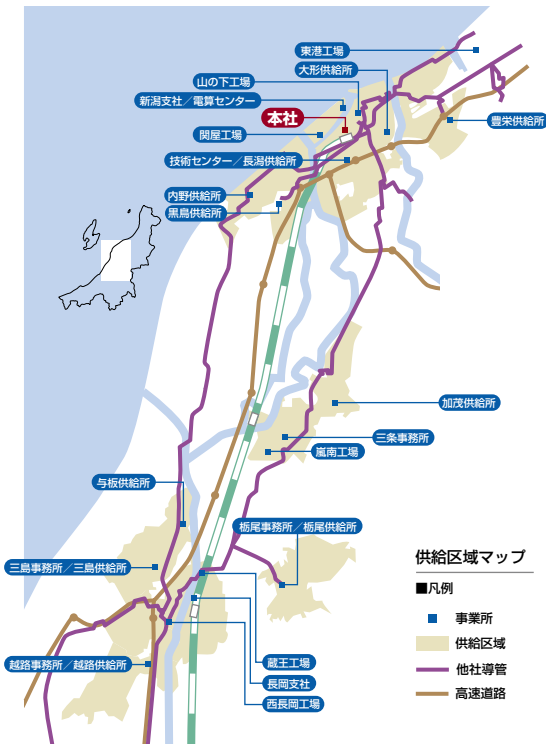 東港工場
大形供給所
山の下工場
新潟支社／電算センター
本社
豊栄供給所
関屋工場
技術センター／長潟供給所
内野供給所
黒鳥供給所
加茂供給所
三条事務所
嵐南工場
与板供給所
栃尾事務所／栃尾供給所
三島事務所／三島供給所
越路事務所／越路供給所
蔵王工場
長岡支社
西長岡工場
供給区域マップ
■凡例
事業所
供給区域
他社導管
高速道路